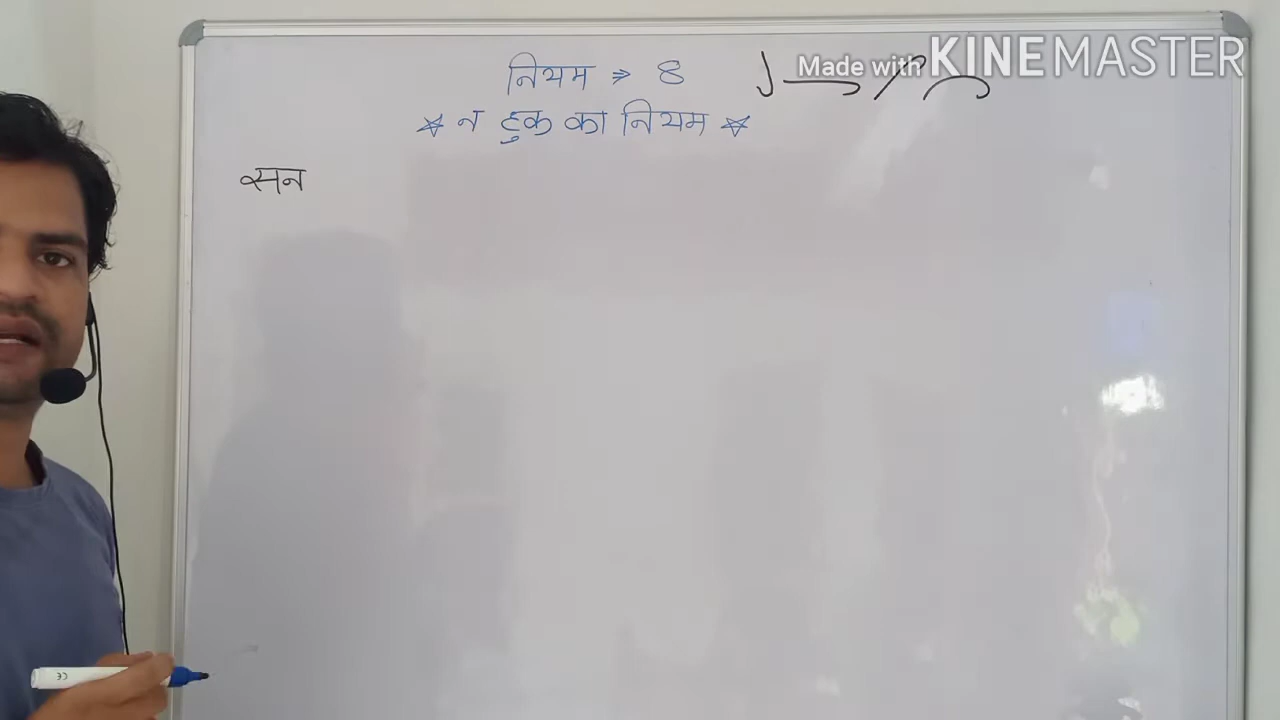 नियम ⇒ 8
Made with KINEMASTER
☆ न हुक का नियम ☆
सन